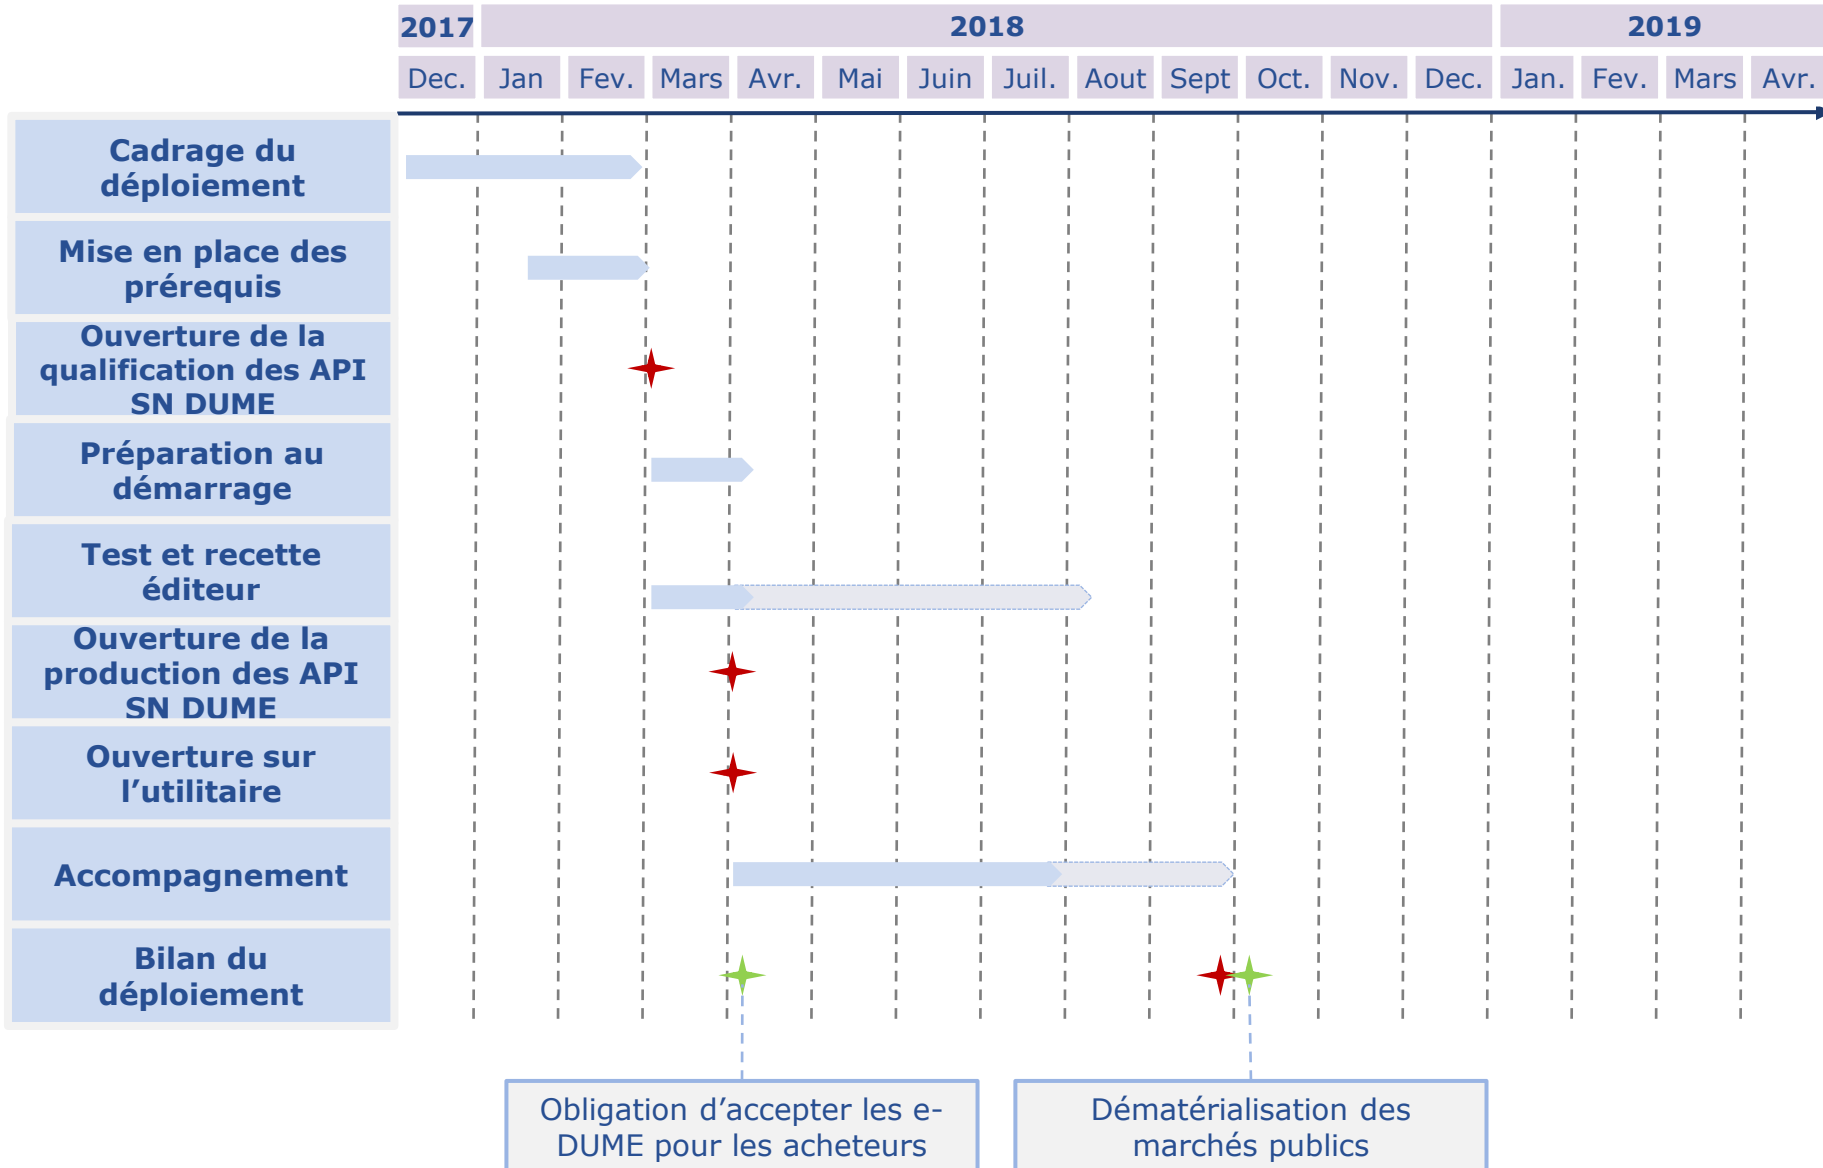 2017 2018 2019
Dec. Jan Fev. Mars Avr. Mai Juin Juil. Aout Sept Oct. Nov. Dec. Jan. Fev. Mars Avr.
Cadrage du
déploiement
Mise en place des
prérequis
Ouverture de la
qualification des API
SN DUME
Préparation au
démarrage
Test et recette
éditeur
Ouverture de la
production des API
SN DUME
Ouverture sur
l’utilitaire
Accompagnement
Bilan du
déploiement
Obligation d’accepter les e-
DUME pour les acheteurs
Dématérialisation des
marchés publics